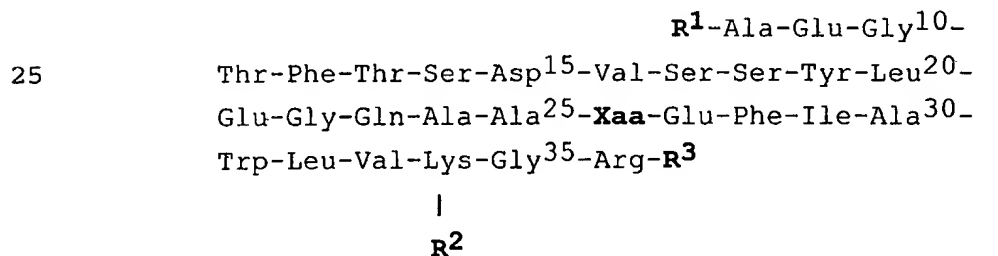 R1-Ala-Glu-Gly10-
25 Thr-Phe-Thr-Ser-Asp15-Val-Ser-Ser-Tyr-Leu20-
Glu-Gly-Gln-Ala-Ala25-Xaa-Glu-Phe-Ile-Ala30-
Trp-Leu-Val-Lys-Gly35-Arg-R3
|
R2